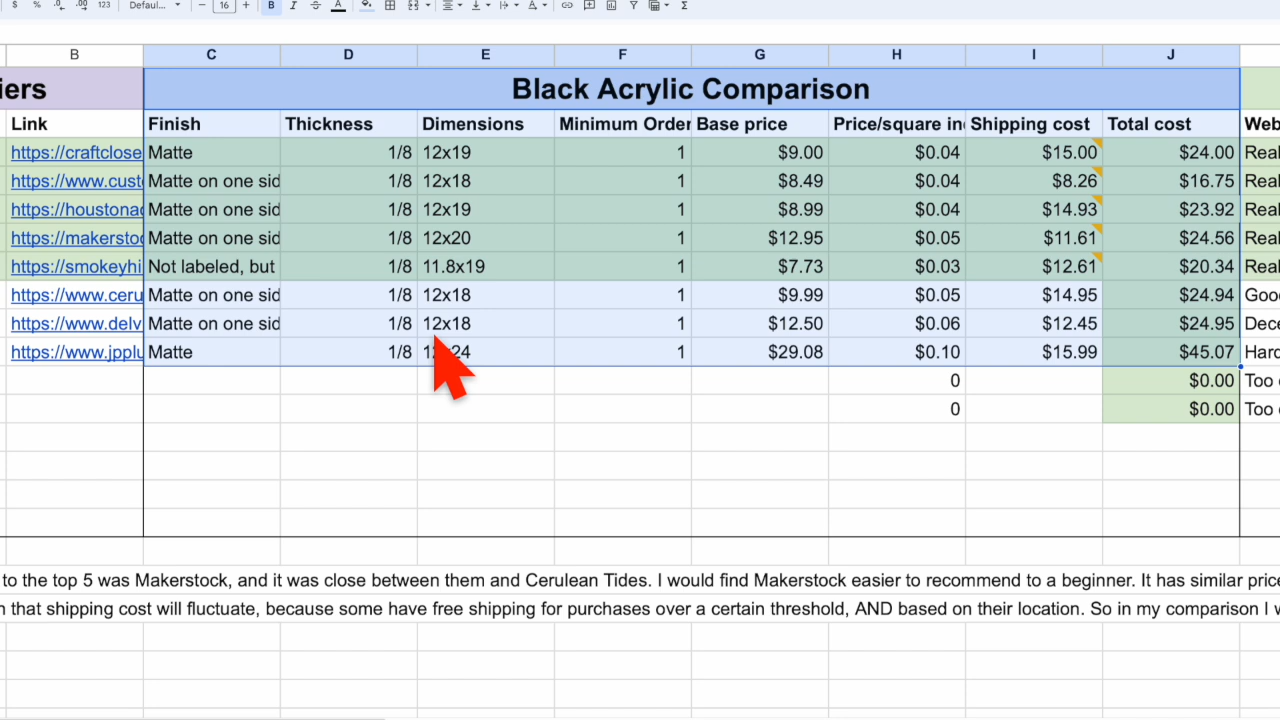 $ % .0 .00 123 Defaul... − 16 + B I S A Σ
B C D E F G H I J
iers Black Acrylic Comparison
Link Finish Thickness Dimensions Minimum Order Base price Price/square in Shipping cost Total cost Web
https://craftclose Matte 1/8 12x19 1 $9.00 $0.04 $15.00 $24.00 Real
https://www.cust Matte on one sid 1/8 12x18 1 $8.49 $0.04 $8.26 $16.75 Real
https://houstonac Matte on one sid 1/8 12x19 1 $8.99 $0.04 $14.93 $23.92 Real
https://makerstoc Matte on one sid 1/8 12x20 1 $12.95 $0.05 $11.61 $24.56 Real
https://smokeyhi Not labeled, but 1/8 11.8x19 1 $7.73 $0.03 $12.61 $20.34 Real
https://www.ceru Matte on one sid 1/8 12x18 1 $9.99 $0.05 $14.95 $24.94 Good
https://www.delv Matte on one sid 1/8 12x18 1 $12.50 $0.06 $12.45 $24.95 Dece
https://www.jpplu Matte 1/8 12x24 1 $29.08 $0.10 $15.99 $45.07 Hard
0 $0.00 Too
0 $0.00 Too
to the top 5 was Makerstock, and it was close between them and Cerulean Tides. I would find Makerstock easier to recommend to a beginner. It has similar price
that shipping cost will fluctuate, because some have free shipping for purchases over a certain threshold, AND based on their location. So in my comparison I w